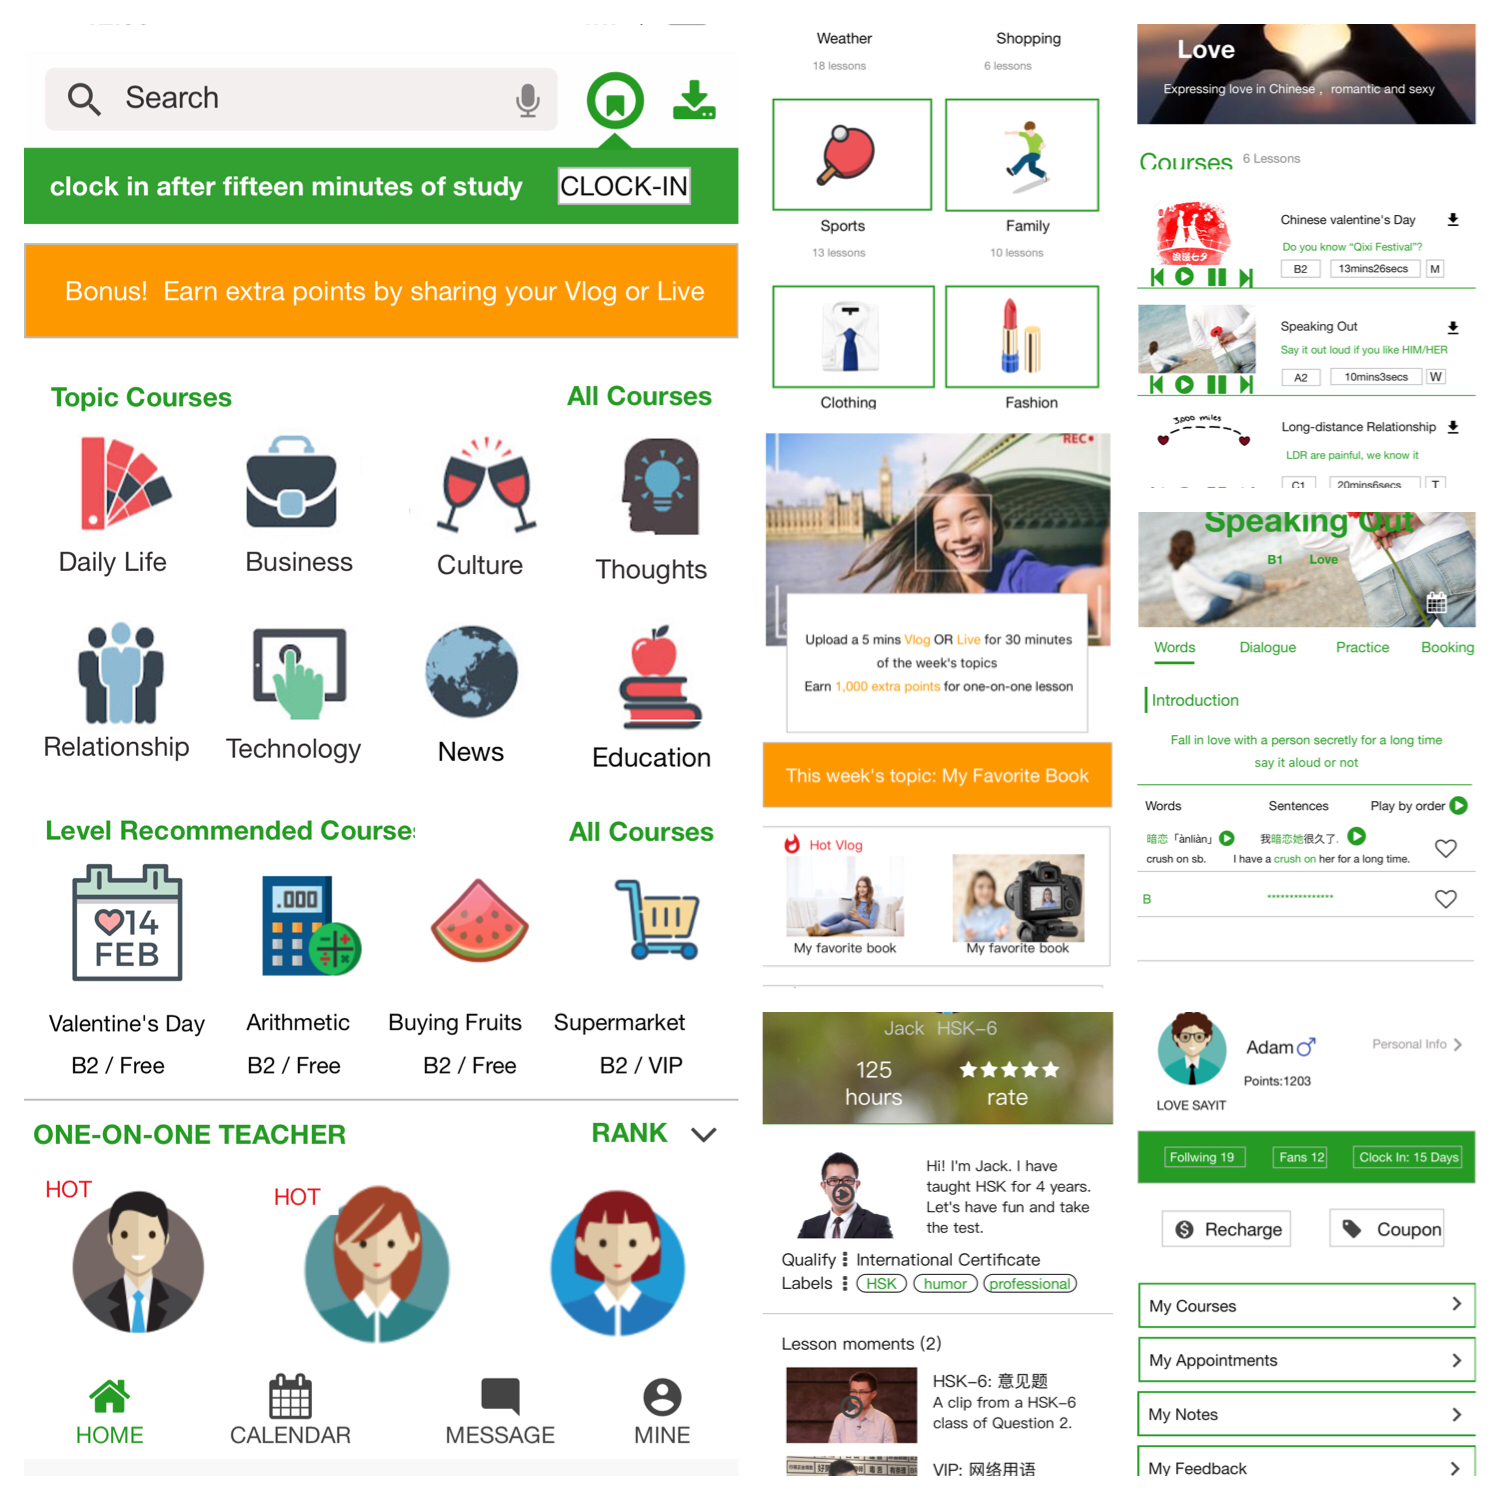 Search
clock in after fifteen minutes of study
CLOCK-IN
Bonus!  Earn extra points by sharing your Vlog or Live
Topic Courses
All Courses
Daily Life
Business
Culture
Thoughts
Relationship
Technology
News
Education
Level Recommended Courses
All Courses
14
FEB
.000
Valentine's Day
Arithmetic
Buying Fruits
Supermarket
B2 / Free
B2 / Free
B2 / Free
B2 / VIP
ONE-ON-ONE TEACHER
RANK
HOT
HOT
HOME
CALENDAR
MESSAGE
MINE
Weather
Shopping
18 lessons
6 lessons
Sports
Family
13 lessons
10 lessons
Clothing
Fashion
REC
Upload a 5 mins Vlog OR Live for 30 minutes
of the week's topics
Earn 1,000 extra points for one-on-one lesson
This week's topic: My Favorite Book
Hot Vlog
My favorite book
My favorite book
Jack HSK-6
125
hours
rate
Hi! I'm Jack. I have
taught HSK for 4 years.
Let's have fun and take
the test.
Qualify : International Certificate
Labels : HSK humor professional
Lesson moments (2)
HSK-6: 意见题
A clip from a HSK-6
class of Question 2.
VIP: 网络用语
Love
Expressing love in Chinese ,  romantic and sexy
Courses
6 Lessons
浪漫七夕
Chinese valentine's Day
Do you know “Qixi Festival”?
B2 13mins26secs M
Speaking Out
Say it out loud if you like HIM/HER
A2 10mins3secs W
3,000 miles
Long-distance Relationship
LDR are painful, we know it
C1 20mins6secs T
Speaking Out
B1 Love
Words
Dialogue
Practice
Booking
Introduction
Fall in love with a person secretly for a long time
say it aloud or not
Words
Sentences
Play by order
暗恋「ànliàn」
我暗恋她很久了.
crush on sb.
I have a crush on her for a long time.
B
***************
Adam
Personal Info
Points:1203
LOVE SAYIT
Follwing 19
Fans 12
Clock In: 15 Days
Recharge
Coupon
My Courses
My Appointments
My Notes
My Feedback